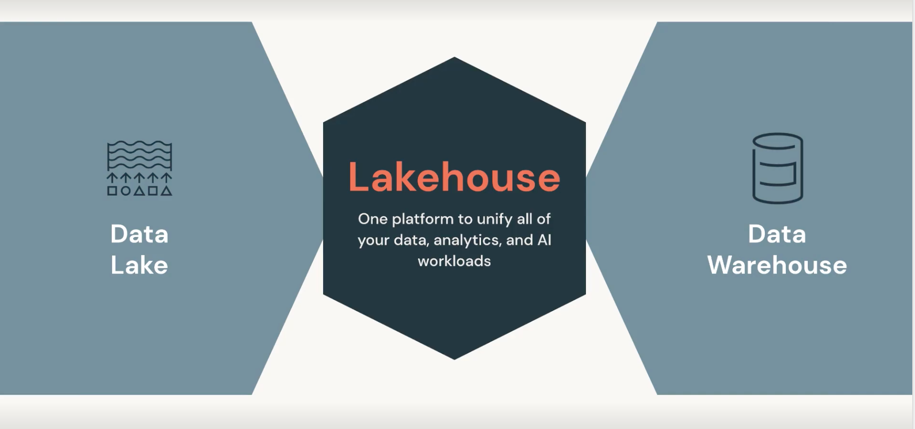 Data
Lake
Lakehouse
One platform to unify all of
your data, analytics, and AI
workloads
Data
Warehouse